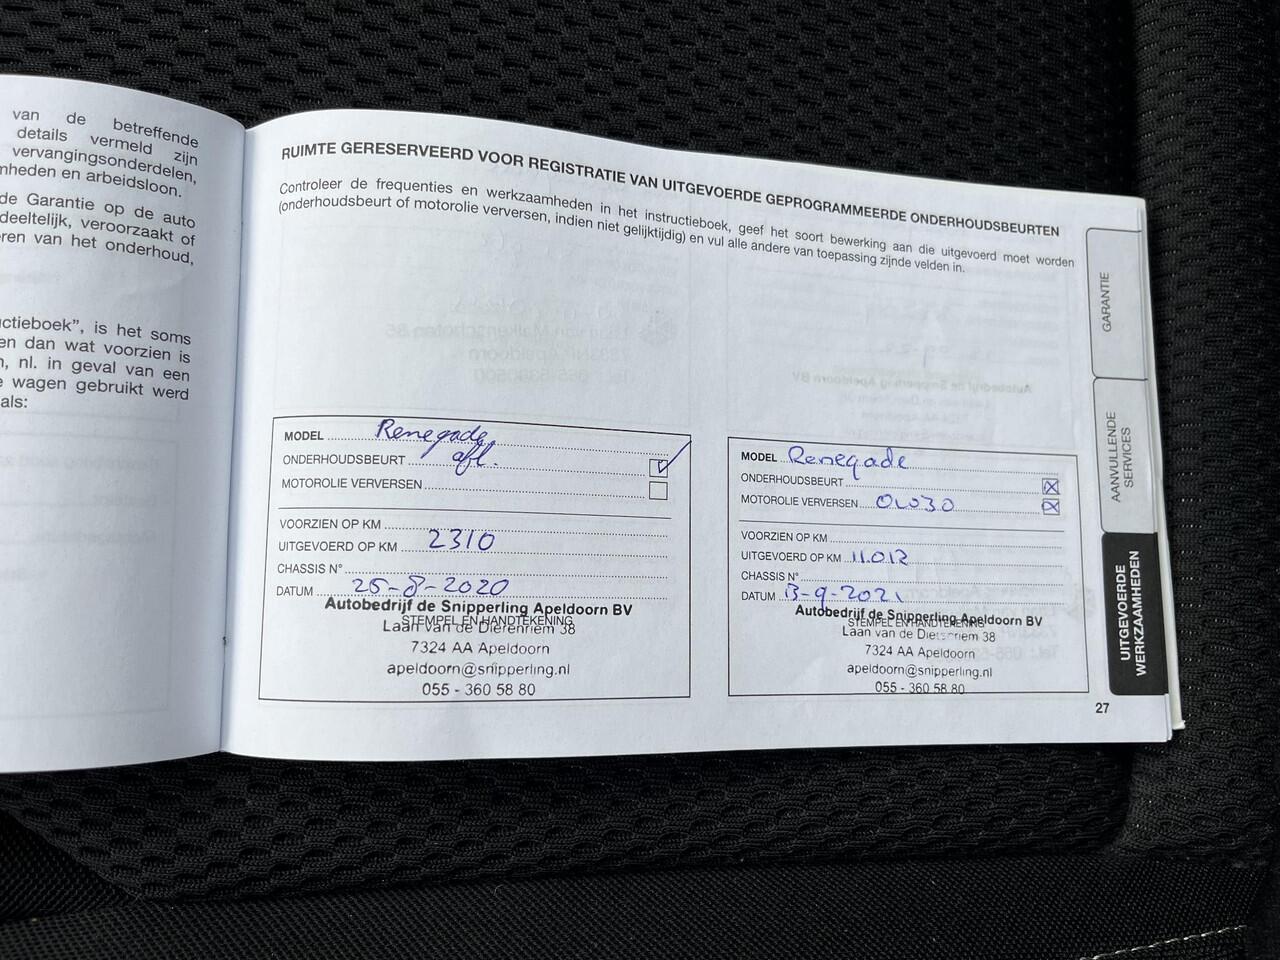 van de betreffende
details vermeld zijn
vervangingsonderdelen,
heden en arbeidsloon.
de Garantie op de auto
deeltelijk, veroorzaakt of
ren van het onderhoud,
ctieboek", is het soms
en dan wat voorzien is
, nl. in geval van een
wagen gebruikt werd
als:
RUIMTE GERESERVEERD VOOR REGISTRATIE VAN UITGEVOERDE GEPROGRAMMEERDE ONDERHOUDSBEURTEN
Controleer de frequenties en werkzaamheden in het instructieboek, geef het soort bewerking aan die uitgevoerd moet worden
(onderhoudsbeurt of motorolie verversen, indien niet gelijktijdig) en vul alle andere van toepassing zijnde velden in.
MODEL Renegade
ONDERHOUDSBEURT afl.
MOTOROLIE VERVERSEN
VOORZIEN OP KM
UITGEVOERD OP KM 2310
CHASSIS N°
DATUM 25-8-2020
Autobedrijf de Snipperling Apeldoorn BV
STEMPEL EN HANDTEKENING
Laan van de Dierenriem 38
7324 AA Apeldoorn
apeldoorn@snipperling.nl
055 - 360 58 80
MODEL Renegade
ONDERHOUDSBEURT
MOTOROLIE VERVERSEN OW30
VOORZIEN OP KM
UITGEVOERD OP KM 11.012
CHASSIS N°
DATUM 13-9-2021
Autobedrijf de Snipperling Apeldoorn BV
STEMPEL EN HANDTEKENING
Laan van de Dierenriem 38
7324 AA Apeldoorn
apeldoorn@snipperling.nl
055 - 360 58 80
GARANTIE
AANVULLENDE
SERVICES
UITGEVOERDE
WERKZAAMHEDEN
27